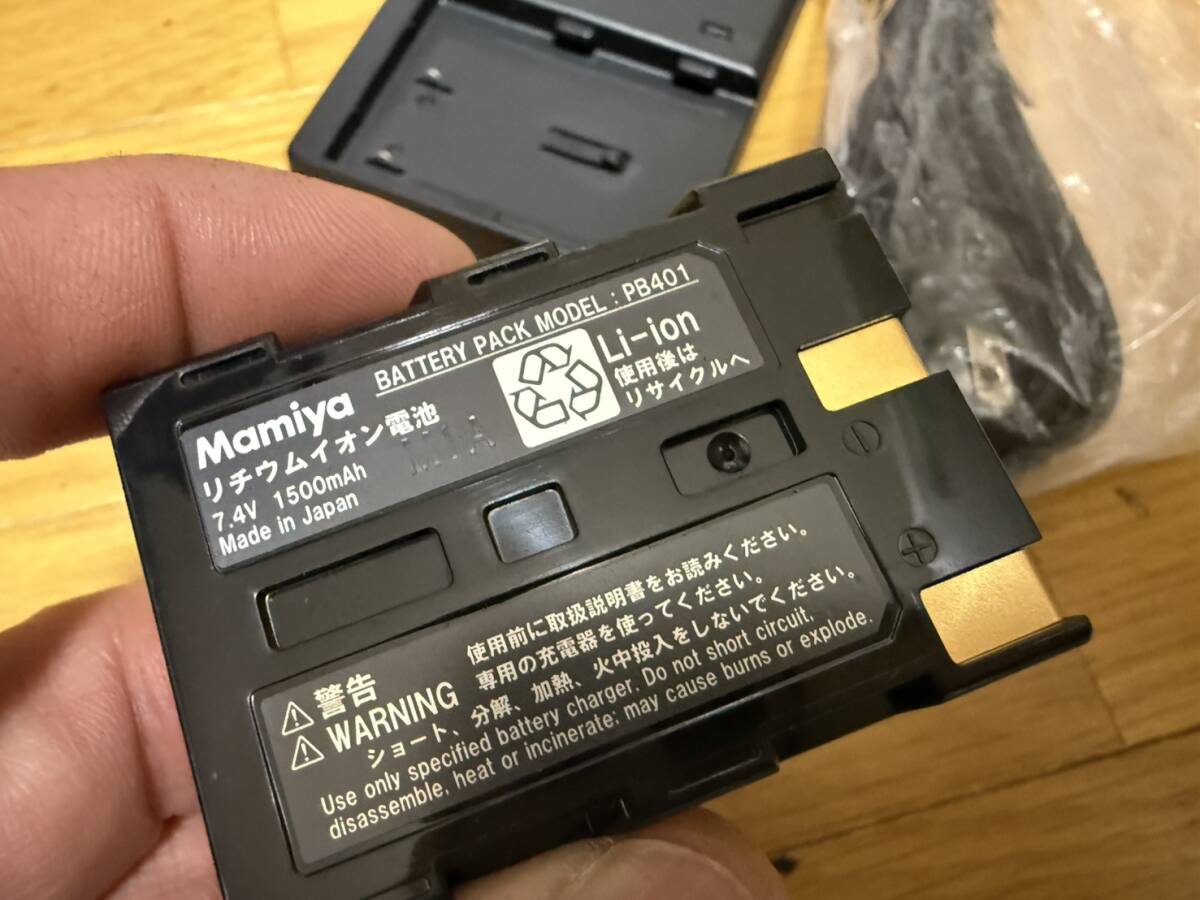 BATTERY PACK MODEL : PB401
Mamiya
リチウムイオン電池
7.4V 1500mAh
Made in Japan
M1A
Li-ion
使用後は
リサイクルへ
警告
WARNING
使用前に取扱説明書をお読みください。
専用の充電器を使ってください。
ショート、分解、加熱、火中投入をしないでください。
Use only specified battery charger. Do not short circuit,
disassemble, heat or incinerate: may cause burns or explode.